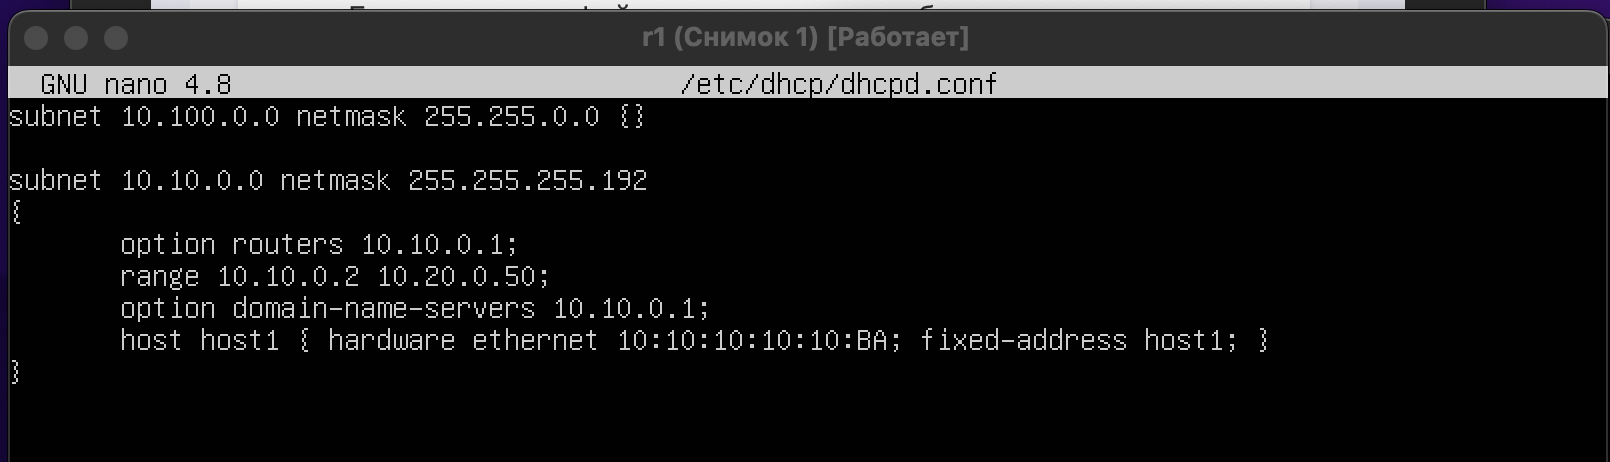 r1 (Снимок 1) [Работает]
GNU nano 4.8 /etc/dhcp/dhcpd.conf
subnet 10.100.0.0 netmask 255.255.0.0 {}
subnet 10.10.0.0 netmask 255.255.255.192
{
option routers 10.10.0.1;
range 10.10.0.2 10.20.0.50;
option domain-name-servers 10.10.0.1;
host host1 { hardware ethernet 10:10:10:10:10:BA; fixed-address host1; }
}